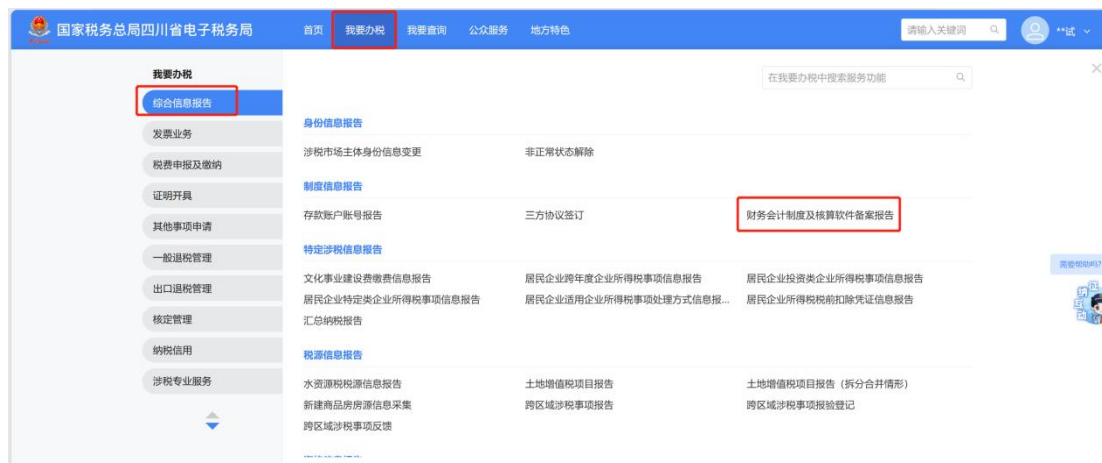 国家税务总局四川省电子税务局 首页 我要办税 我要查询 公众服务 地方特色 请输入关键词 **试
我要办税 在我要办税中搜索服务功能
综合信息报告
发票业务
税费申报及缴纳
证明开具
其他事项申请
一般退税管理
出口退税管理
核定管理
纳税信用
涉税专业服务
身份信息报告
涉税市场主体身份信息变更 非正常状态解除
制度信息报告
存款账户账号报告 三方协议签订 财务会计制度及核算软件备案报告
特定涉税信息报告
文化事业建设费缴费信息报告 居民企业跨年度企业所得税事项信息报告 居民企业投资类企业所得税事项信息报告
居民企业特定类企业所得税事项信息报告 居民企业适用企业所得税事项处理方式信息报... 居民企业所得税税前扣除凭证信息报告
汇总纳税报告
税源信息报告
水资源税税源信息报告 土地增值税项目报告 土地增值税项目报告（拆分合并情形）
新建商品房房源信息采集 跨区域涉税事项报告 跨区域涉税事项报验登记
跨区域涉税事项反馈
需要帮助吗?